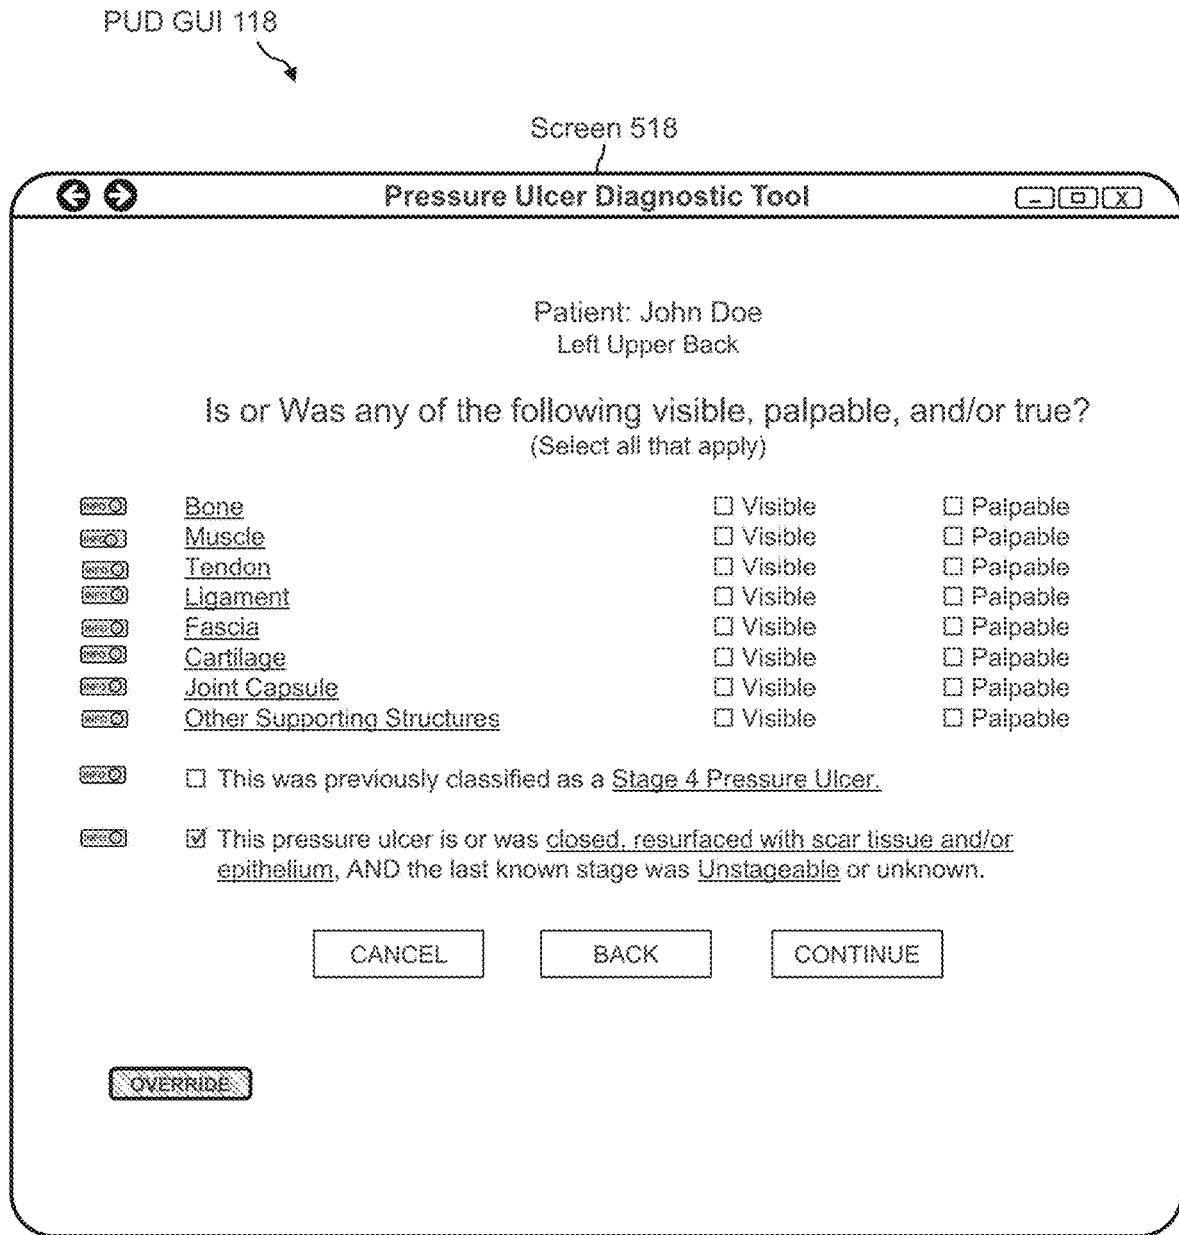 PUD GUI 118
Screen 518
Pressure Ulcer Diagnostic Tool
Patient: John Doe
Left Upper Back
Is or Was any of the following visible, palpable, and/or true?
(Select all that apply)
Bone Visible Palpable
Muscle Visible Palpable
Tendon Visible Palpable
Ligament Visible Palpable
Fascia Visible Palpable
Cartilage Visible Palpable
Joint Capsule Visible Palpable
Other Supporting Structures Visible Palpable
This was previously classified as a Stage 4 Pressure Ulcer.
This pressure ulcer is or was closed, resurfaced with scar tissue and/or
epithelium, AND the last known stage was Unstageable or unknown.
CANCEL BACK CONTINUE
OVERRIDE